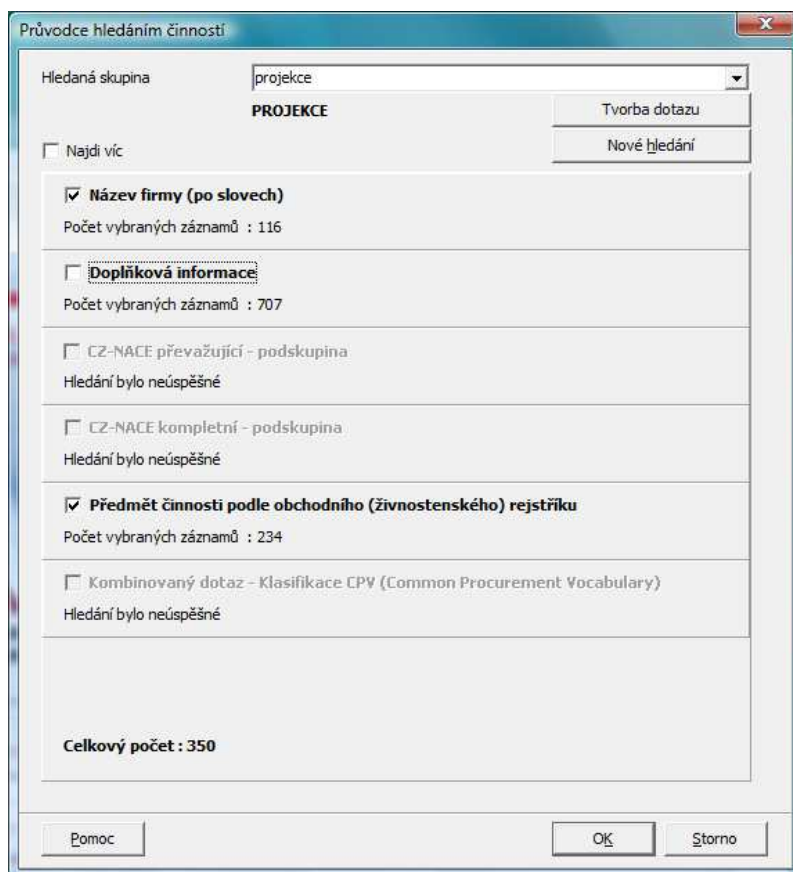 Průvodce hledáním činností
Hledaná skupina projekce
PROJEKCE Tvorba dotazu
Najdi víc Nové hledání
Název firmy (po slovech)
Počet vybraných záznamů : 116
Doplňková informace
Počet vybraných záznamů : 707
CZ-NACE převažující - podskupina
Hledání bylo neúspěšné
CZ-NACE kompletní - podskupina
Hledání bylo neúspěšné
Předmět činnosti podle obchodního (živnostenského) rejstříku
Počet vybraných záznamů : 234
Kombinovaný dotaz - Klasifikace CPV (Common Procurement Vocabulary)
Hledání bylo neúspěšné
Celkový počet : 350
Pomoc OK Storno